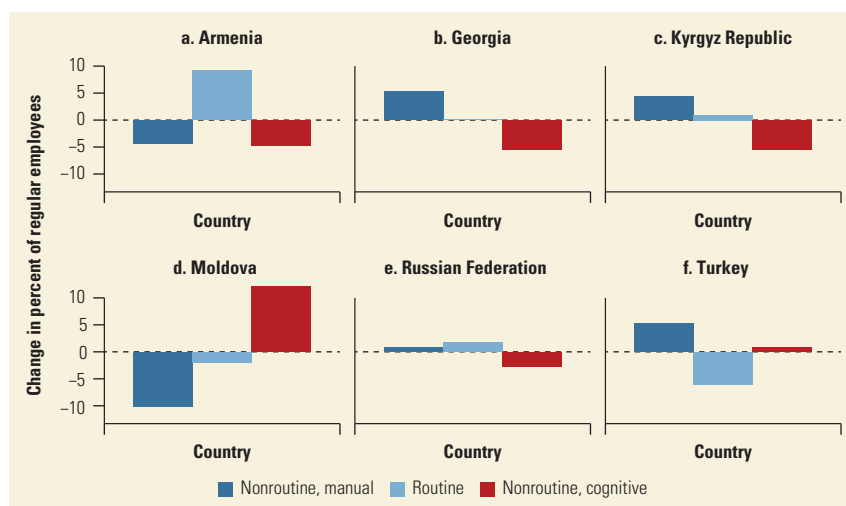 a. Armenia
b. Georgia
c. Kyrgyz Republic
Change in percent of regular employees
10
5
0
−5
−10
Country
Country
Country
d. Moldova
e. Russian Federation
f. Turkey
10
5
0
−5
−10
Country
Country
Country
Nonroutine, manual
Routine
Nonroutine, cognitive